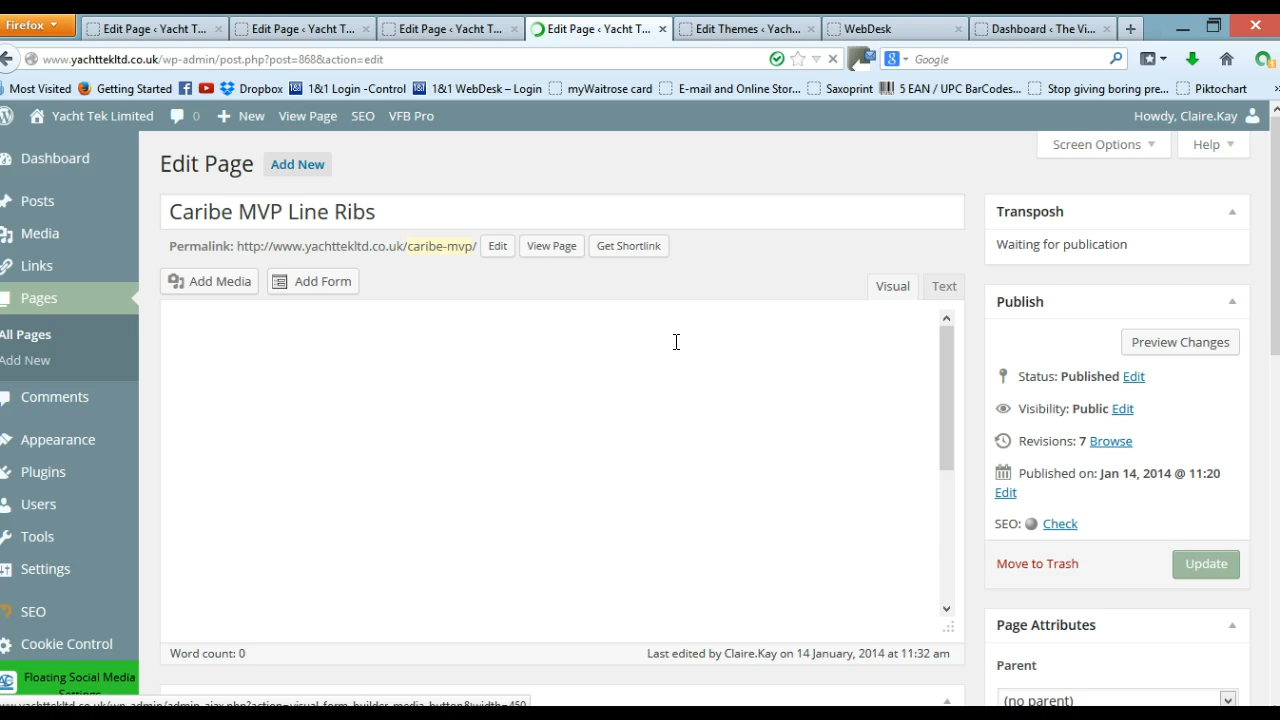 Firefox
Edit Page ‹ Yacht T... × Edit Page ‹ Yacht T... × Edit Page ‹ Yacht T... × Edit Page ‹ Yacht T... × Edit Themes ‹ Yach... × WebDesk × Dashboard ‹ The Vi... × +
www.yachttekltd.co.uk/wp-admin/post.php?post=868&action=edit
Google
Most Visited Getting Started Dropbox 1&1 Login -Control 1&1 WebDesk – Login myWaitrose card E-mail and Online Stor... Saxoprint 5 EAN / UPC BarCodes... Stop giving boring pre... Piktochart »
Yacht Tek Limited 0 + New View Page SEO VFB Pro Howdy, Claire.Kay
Screen Options Help
Dashboard
Posts
Media
Links
Pages
All Pages
Add New
Comments
Appearance
Plugins
Users
Tools
Settings
SEO
Cookie Control
Floating Social Media
Settings
Edit Page Add New
Caribe MVP Line Ribs
Permalink: http://www.yachttekltd.co.uk/caribe-mvp/ Edit View Page Get Shortlink
Add Media Add Form
Visual Text
Word count: 0 Last edited by Claire.Kay on 14 January, 2014 at 11:32 am
Transposh
Waiting for publication
Publish
Preview Changes
Status: Published Edit
Visibility: Public Edit
Revisions: 7 Browse
Published on: Jan 14, 2014 @ 11:20
Edit
SEO: Check
Move to Trash Update
Page Attributes
Parent
(no parent)
www.yachttekltd.co.uk/wp-admin/admin-ajax.php?action=visual_form_builder_media_button&width=450